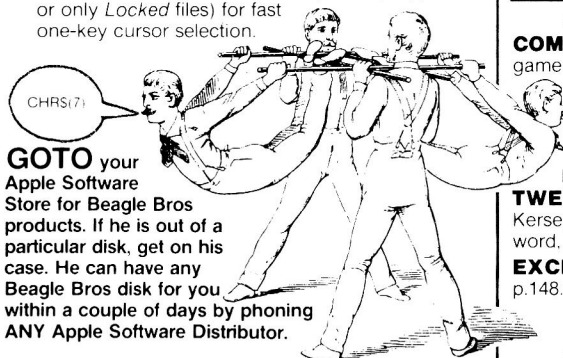 or only Locked files) for fast
one-key cursor selection.
CHR$(7)
GOTO your
Apple Software
Store for Beagle Bros
products. If he is out of a
particular disk, get on his
case. He can have any
Beagle Bros disk for you
within a couple of days by phoning
ANY Apple Software Distributor.
COM
game
TWE
Kerse
word,
EXC
p.148.